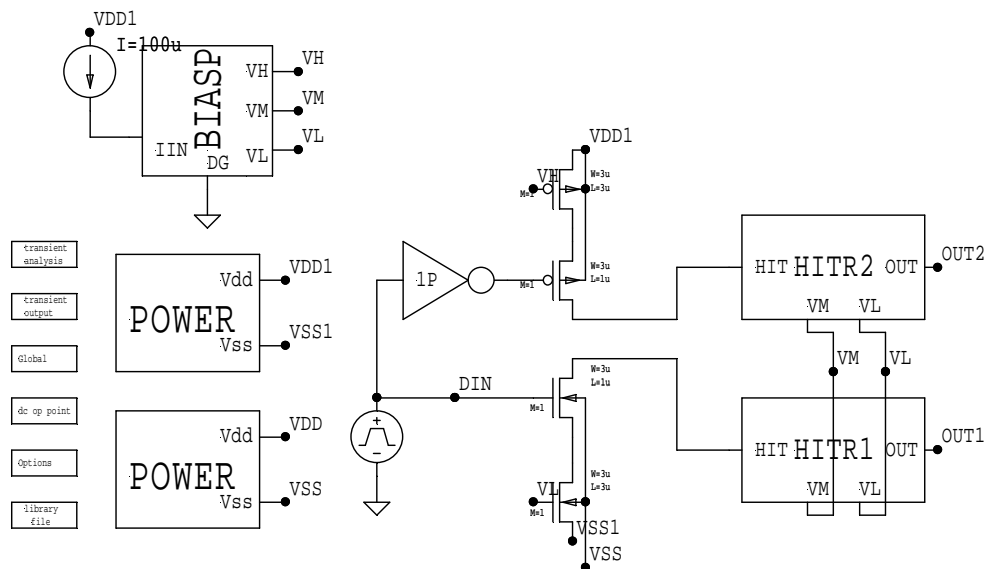 VDD1
I=100u
BIASP
VH
VM
VL
IIN
DG
VH
VM
VL
transient
analysis
transient
output
Global
dc op point
Options
library
file
POWER
Vdd
Vss
VDD1
VSS1
POWER
Vdd
Vss
VDD
VSS
VDD1
VH
M=1
W=3u
L=3u
1P
M=1
W=3u
L=1u
DIN
M=1
W=3u
L=1u
VL
M=1
W=3u
L=3u
VSS1
VSS
HIT HITR2 OUT
VM VL
OUT2
VM
VL
HIT HITR1 OUT
VM VL
OUT1